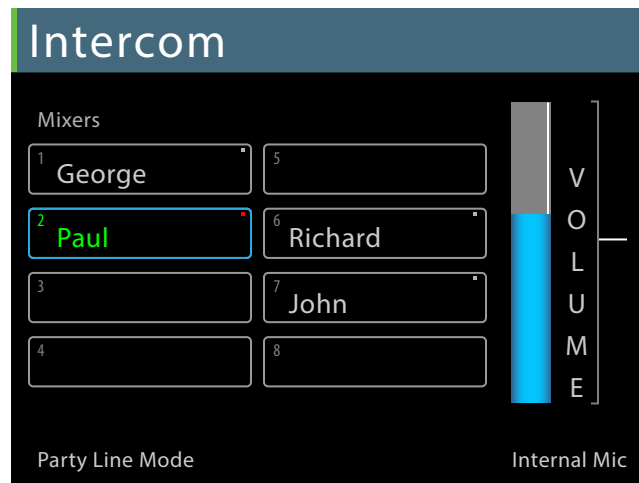 Intercom
Mixers
1 George
5
2 Paul
6 Richard
3
7 John
4
8
VOLUME
Party Line Mode
Internal Mic